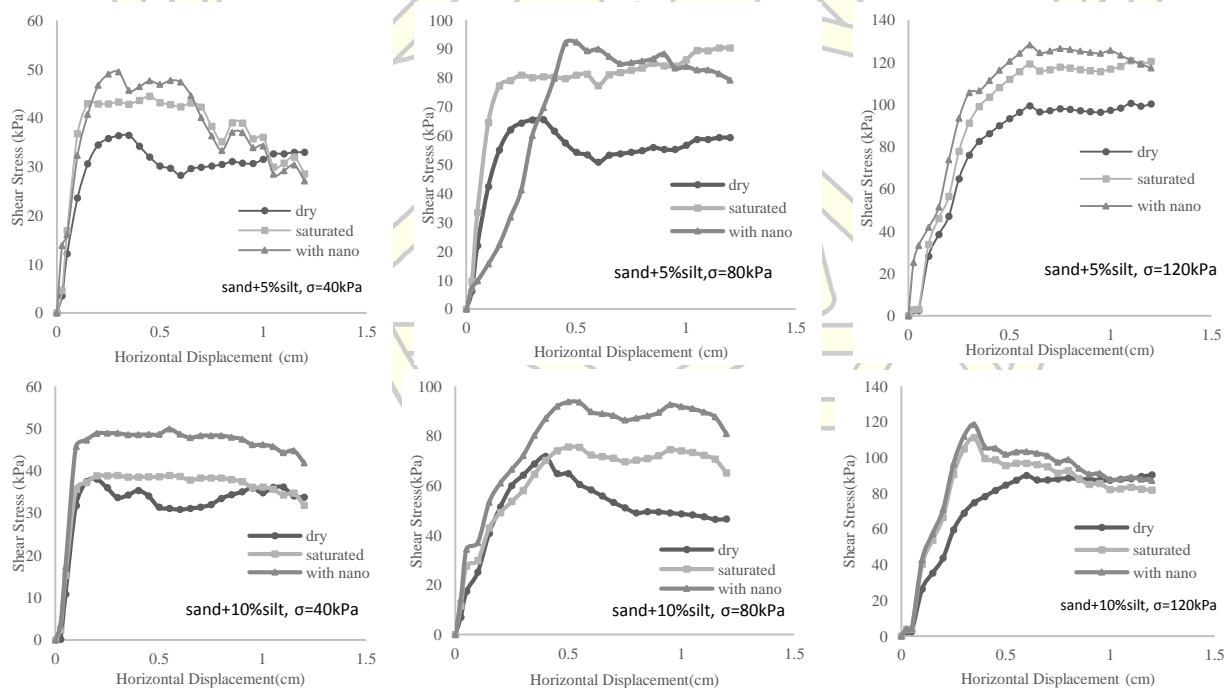 60
50
40
30
20
10
0
0 0.5 1 1.5
Shear Stress (kPa)
Horizontal Displacement (cm)
dry
saturated
with nano
sand+5%silt, σ=40kPa
100
90
80
70
60
50
40
30
20
10
0
0 0.5 1 1.5
Shear Stress (kPa)
Horizontal Displacement (cm)
dry
saturated
with nano
sand+5%silt,σ=80kPa
140
120
100
80
60
40
20
0
0 0.5 1 1.5
Shear Stress (kPa)
Horizontal Displacement(cm)
dry
saturated
with nano
sand+5%silt, σ=120kPa
60
50
40
30
20
10
0
0 0.5 1 1.5
Shear Stress (kPa)
Horizontal Displacement(cm)
dry
saturated
with nano
sand+10%silt, σ=40kPa
100
80
60
40
20
0
0 0.5 1 1.5
Shear Stress (kPa)
Horizontal Displacement(cm)
dry
saturated
with nano
sand+10%silt, σ=80kPa
140
120
100
80
60
40
20
0
0 0.5 1 1.5
Shear Stress(kPa)
Horizontal Displacement(cm)
dry
saturated
with nano
sand+10%silt, σ=120kPa